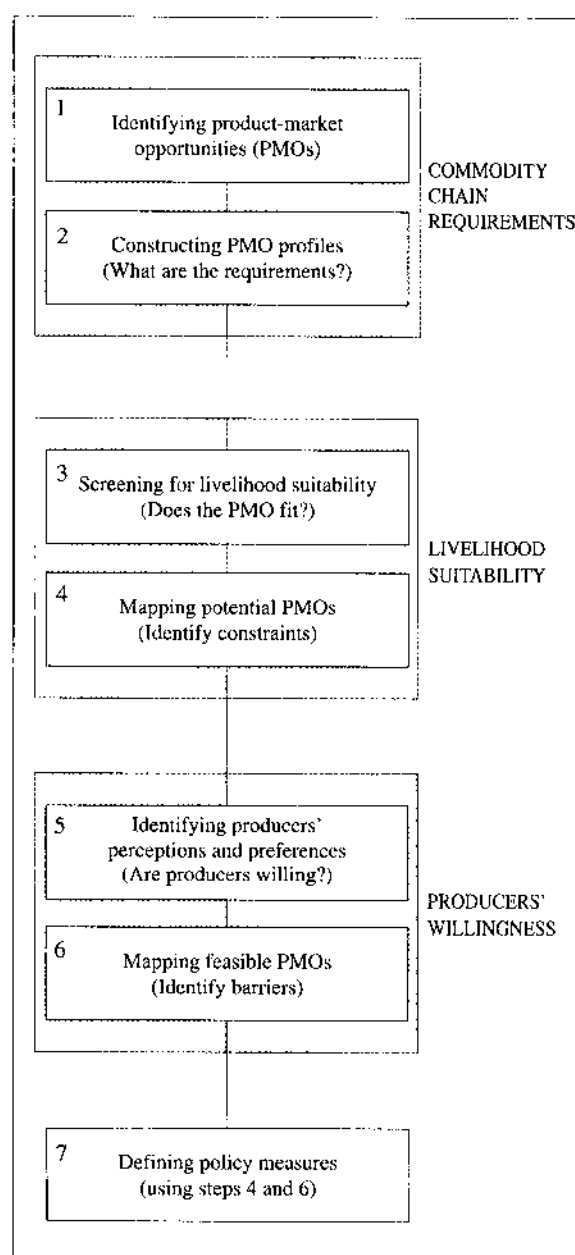 1
Identifying product-market
opportunities (PMOs)
2
Constructing PMO profiles
(What are the requirements?)
COMMODITY
CHAIN
REQUIREMENTS
3
Screening for livelihood suitability
(Does the PMO fit?)
4
Mapping potential PMOs
(Identify constraints)
LIVELIHOOD
SUITABILITY
5
Identifying producers'
perceptions and preferences
(Are producers willing?)
6
Mapping feasible PMOs
(Identify barriers)
PRODUCERS'
WILLINGNESS
7
Defining policy measures
(using steps 4 and 6)